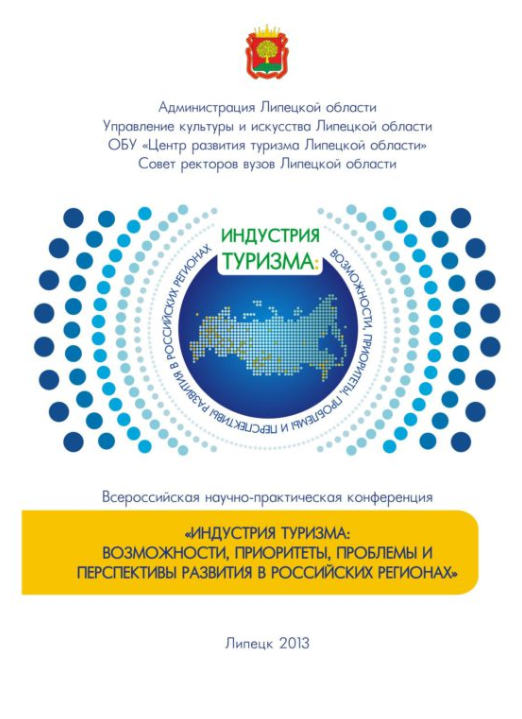 Администрация Липецкой области
Управление культуры и искусства Липецкой области
ОБУ «Центр развития туризма Липецкой области»
Совет ректоров вузов Липецкой области
ИНДУСТРИЯ
ТУРИЗМА:
ВОЗМОЖНОСТИ, ПРИОРИТЕТЫ, ПРОБЛЕМЫ И ПЕРСПЕКТИВЫ РАЗВИТИЯ В РОССИЙСКИХ РЕГИОНАХ
Всероссийская научно-практическая конференция
«ИНДУСТРИЯ ТУРИЗМА:
ВОЗМОЖНОСТИ, ПРИОРИТЕТЫ, ПРОБЛЕМЫ И
ПЕРСПЕКТИВЫ РАЗВИТИЯ В РОССИЙСКИХ РЕГИОНАХ»
Липецк 2013